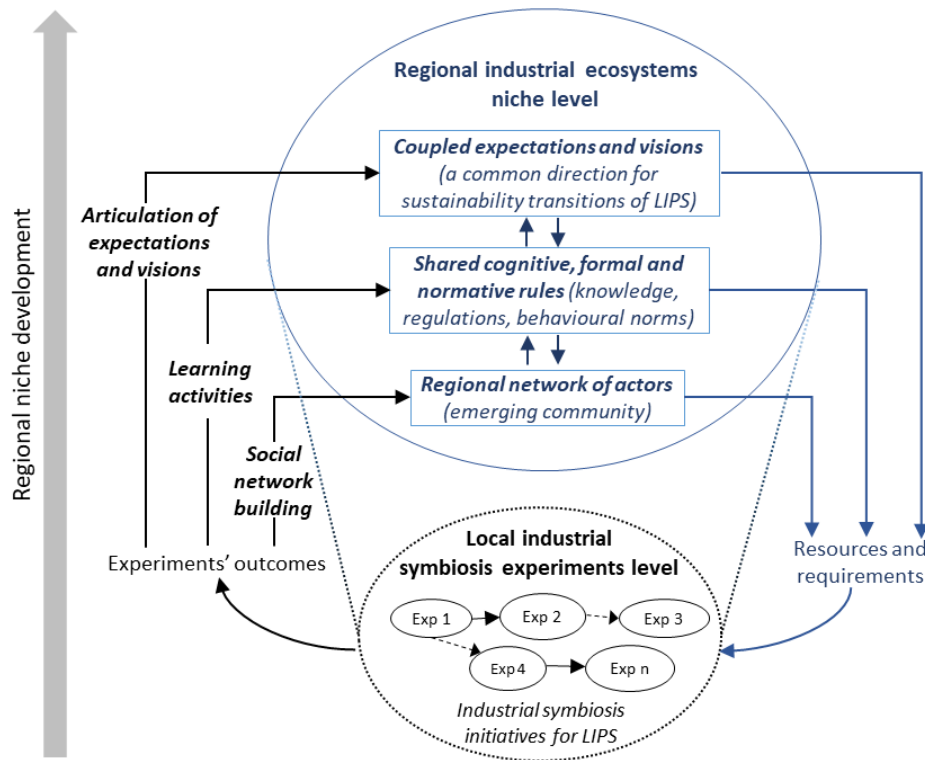 Regional niche development
Regional industrial ecosystems
niche level
Coupled expectations and visions
(a common direction for
sustainability transitions of LIPS)
Articulation of
expectations
and visions
Shared cognitive, formal and
normative rules (knowledge,
regulations, behavioural norms)
Learning
activities
Regional network of actors
(emerging community)
Social
network
building
Experiments' outcomes
Resources and
requirements
Local industrial
symbiosis experiments level
Exp 1
Exp 2
Exp 3
Exp 4
Exp n
Industrial symbiosis
initiatives for LIPS